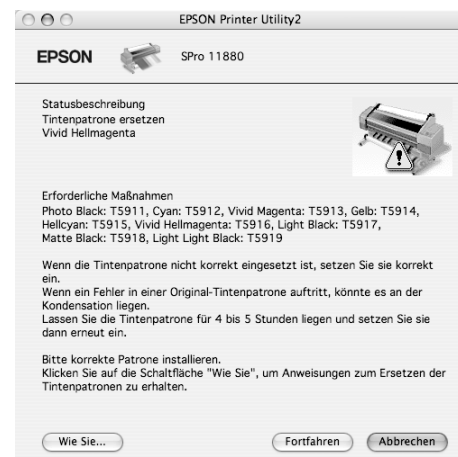 EPSON Printer Utility2
EPSON
SPro 11880
Statusbeschreibung
Tintenpatrone ersetzen
Vivid Hellmagenta
Erforderliche Maßnahmen
Photo Black: T5911, Cyan: T5912, Vivid Magenta: T5913, Gelb: T5914,
Hellcyan: T5915, Vivid Hellmagenta: T5916, Light Black: T5917,
Matte Black: T5918, Light Light Black: T5919
Wenn die Tintenpatrone nicht korrekt eingesetzt ist, setzen Sie sie korrekt
ein.
Wenn ein Fehler in einer Original-Tintenpatrone auftritt, könnte es an der
Kondensation liegen.
Lassen Sie die Tintenpatrone für 4 bis 5 Stunden liegen und setzen Sie sie
dann erneut ein.
Bitte korrekte Patrone installieren.
Klicken Sie auf die Schaltfläche "Wie Sie", um Anweisungen zum Ersetzen der
Tintenpatronen zu erhalten.
Wie Sie...
Fortfahren
Abbrechen